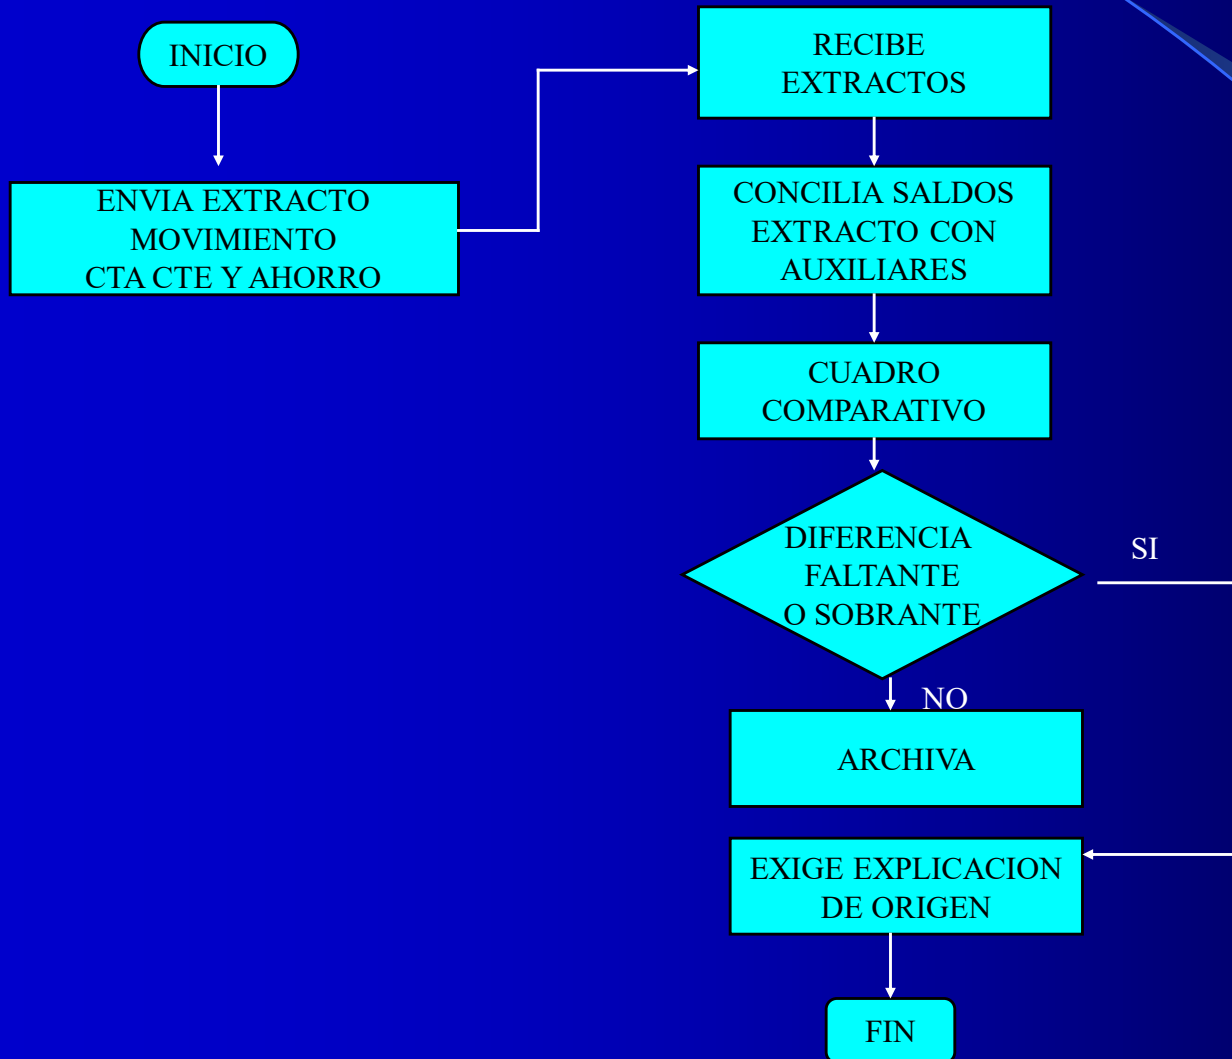 INICIO
ENVIA EXTRACTO
MOVIMIENTO
CTA CTE Y AHORRO
RECIBE
EXTRACTOS
CONCILIA SALDOS
EXTRACTO CON
AUXILIARES
CUADRO
COMPARATIVO
DIFERENCIA
FALTANTE
O SOBRANTE
SI
NO
ARCHIVA
EXIGE EXPLICACION
DE ORIGEN
FIN